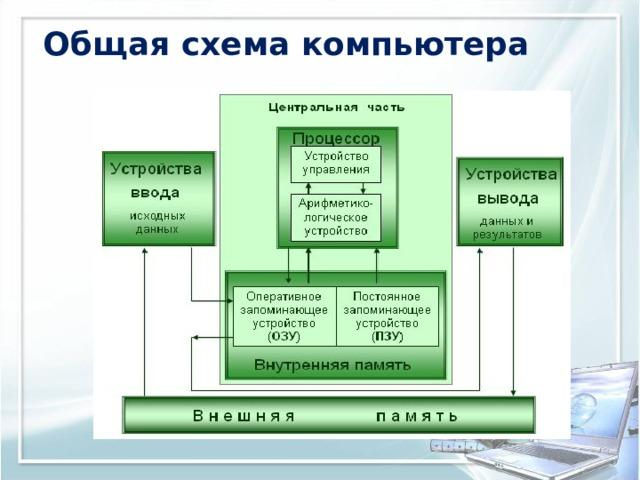 Общая схема компьютера
Центральная часть
Процессор
Устройство
управления
Арифметико-
логическое
устройство
Устройства
ввода
исходных
данных
Устройства
вывода
данных и
результатов
Оперативное
запоминающее
устройство
(ОЗУ)
Постоянное
запоминающее
устройство
(ПЗУ)
Внутренняя память
Внешняя память